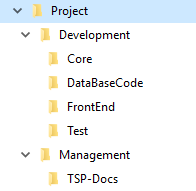 Project
Development
Core
DataBaseCode
FrontEnd
Test
Management
TSP-Docs